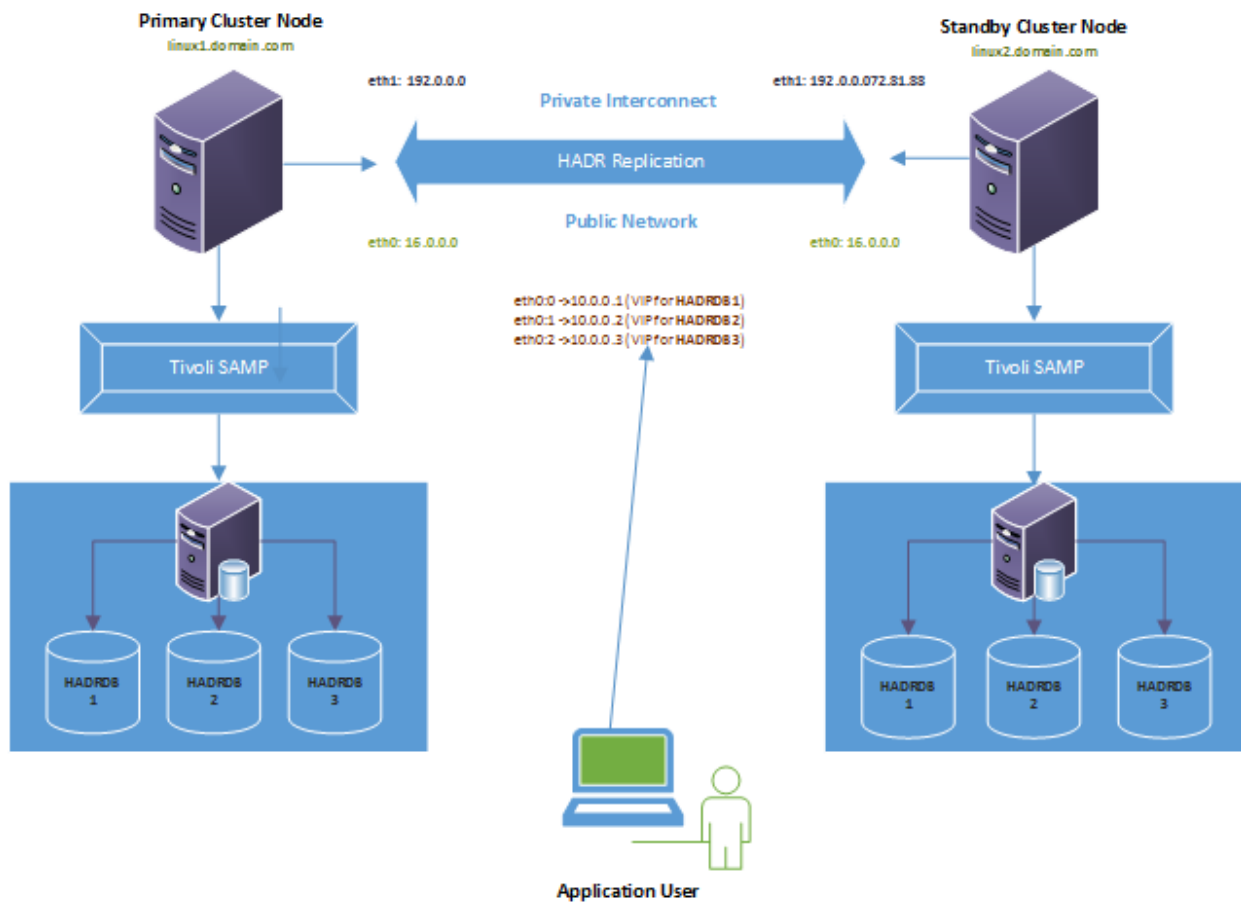 Primary Cluster Node
linux1.domain.com
Standby Cluster Node
linux2.domain.com
eth1: 192.0.0.0
eth1: 192.0.0.072.81.88
Private Interconnect
HADR Replication
Public Network
eth0: 16.0.0.0
eth0: 16.0.0.0
eth0:0 ->10.0.0.1 (VIP for HADRDB1)
eth0:1 ->10.0.0.2 (VIP for HADRDB2)
eth0:2 ->10.0.0.3 (VIP for HADRDB3)
Tivoli SAMP
Tivoli SAMP
HADRDB
1
HADRDB
2
HADRDB
3
HADRDB
1
HADRDB
2
HADRDB
3
Application User